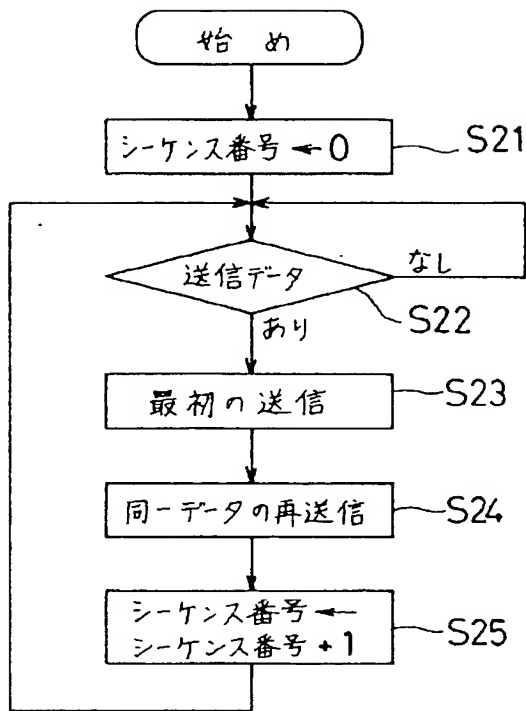 始め
シーケンス番号 ← 0
S21
送信データ
なし
S22
あり
最初の送信
S23
同一データの再送信
S24
シーケンス番号 ←
シーケンス番号 + 1
S25